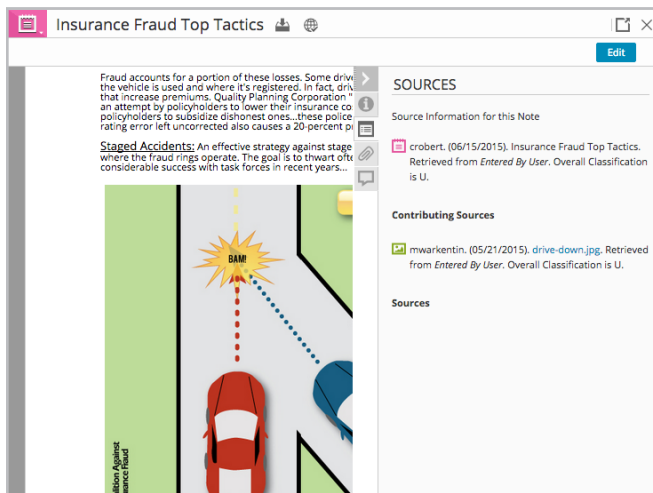 Insurance Fraud Top Tactics
Edit
Fraud accounts for a portion of these losses. Some drive
the vehicle is used and where it's registered. In fact, driv
that increase premiums. Quality Planning Corporation "
an attempt by policyholders to lower their insurance co
policyholders to subsidize dishonest ones...these police
rating error left uncorrected also causes a 20-percent p
Staged Accidents: An effective strategy against stage
where the fraud rings operate. The goal is to thwart ofte
considerable success with task forces in recent years...
BAM!
lition Against
rance Fraud
SOURCES
Source Information for this Note
crobert. (06/15/2015). Insurance Fraud Top Tactics.
Retrieved from Entered By User. Overall Classification
is U.
Contributing Sources
mwarkentin. (05/21/2015). drive-down.jpg. Retrieved
from Entered By User. Overall Classification is U.
Sources